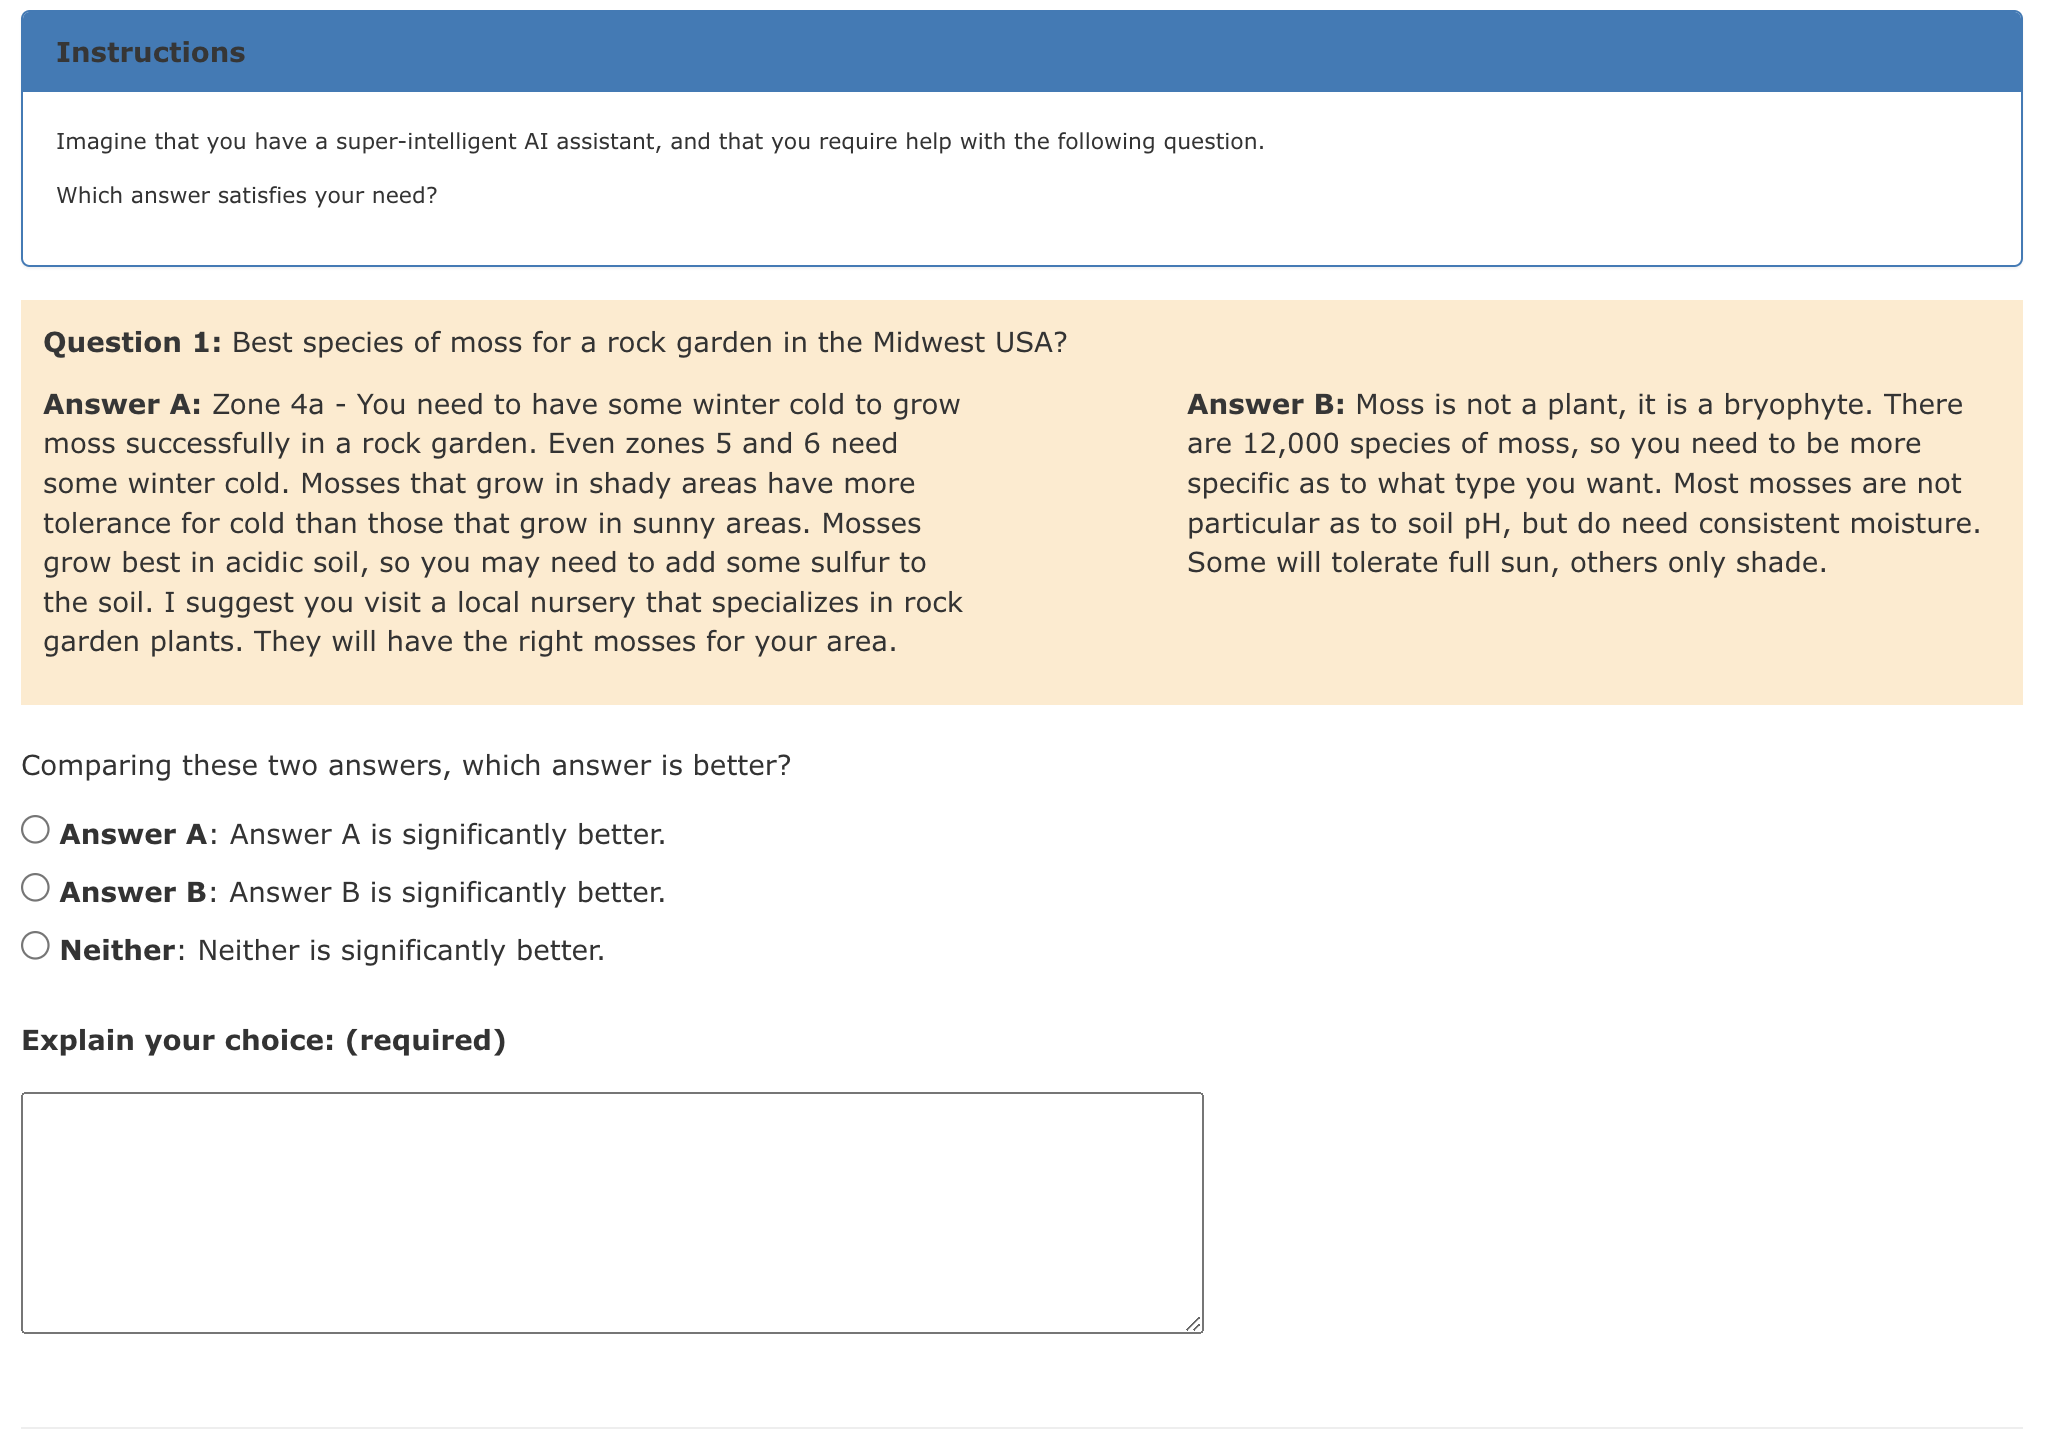 Instructions
Imagine that you have a super-intelligent AI assistant, and that you require help with the following question.
Which answer satisfies your need?
Question 1: Best species of moss for a rock garden in the Midwest USA?
Answer A: Zone 4a - You need to have some winter cold to grow
moss successfully in a rock garden. Even zones 5 and 6 need
some winter cold. Mosses that grow in shady areas have more
tolerance for cold than those that grow in sunny areas. Mosses
grow best in acidic soil, so you may need to add some sulfur to
the soil. I suggest you visit a local nursery that specializes in rock
garden plants. They will have the right mosses for your area.
Answer B: Moss is not a plant, it is a bryophyte. There
are 12,000 species of moss, so you need to be more
specific as to what type you want. Most mosses are not
particular as to soil pH, but do need consistent moisture.
Some will tolerate full sun, others only shade.
Comparing these two answers, which answer is better?
Answer A: Answer A is significantly better.
Answer B: Answer B is significantly better.
Neither: Neither is significantly better.
Explain your choice: (required)